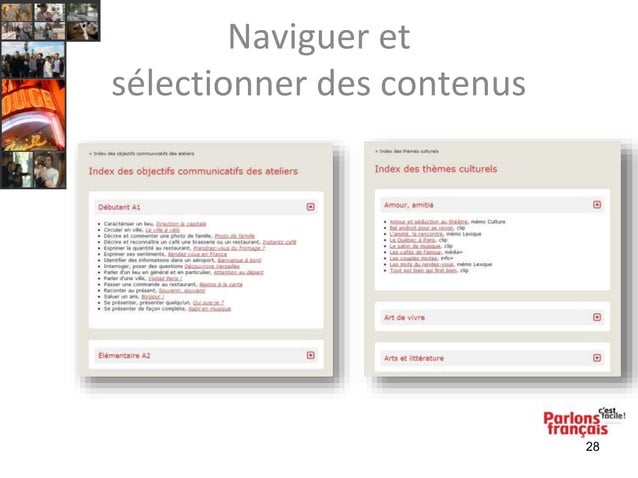 Naviguer et
sélectionner des contenus
> Index des objectifs communicatifs des ateliers
Index des objectifs communicatifs des ateliers
Débutant A1
Caractériser un lieu, Direction la capitale
Circuler en ville, La ville à vélo
Décrire et commenter une photo de famille, Photo de famille
Décrire et reconnaître un café une brasserie ou un restaurant, Instants café
Exprimer la quantité au restaurant, Prendrez-vous du fromage ?
Exprimer ses sentiments, Rendez-vous en France
Identifier des informations dans un aéroport, Bienvenue à bord
Interroger, poser des questions Découvrons Versailles
Parler d'un lieu en général et en particulier, Attention au départ
Parler d'une ville, Visitez Paris !
Passer une commande au restaurant, Restos à la carte
Raconter au présent, Souvenir, souvenir
Saluer un ami, Bonjour !
Se présenter, présenter quelqu'un, Qui suis-je ?
Se présenter de façon complète, Nabil en musique
Élémentaire A2
> Index des thèmes culturels
Index des thèmes culturels
Amour, amitié
Amour et séduction au théâtre, mémo Culture
Bel endroit pour se revoir, clip
L'amitié, la rencontre, mémo Lexique
Le Québec à Paris, clip
Le salon de musique, clip
Les cafés de l'amour, média+
Les couples mixtes, info+
Les mots du rendez-vous, mémo Lexique
Tout est bien qui finit bien, clip
Art de vivre
Arts et littérature
Parlons
français
c'est
facile!
28